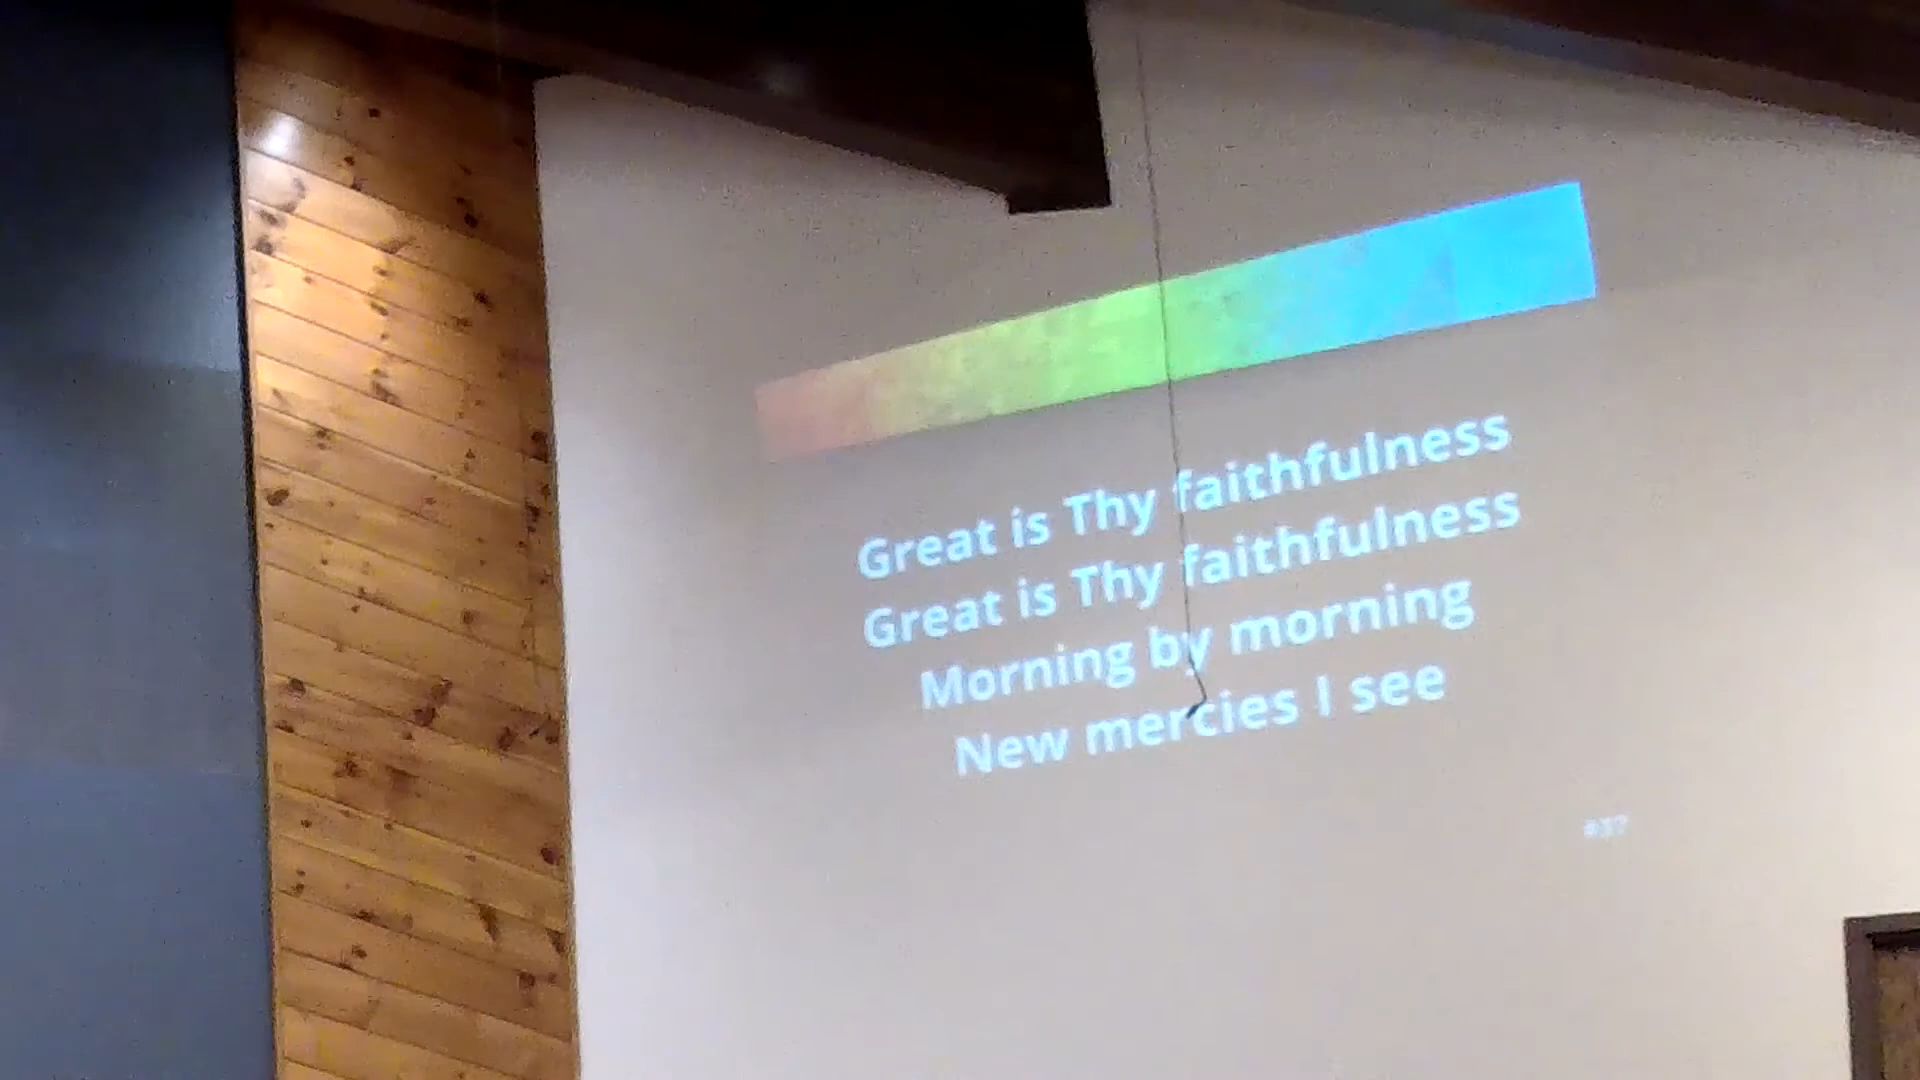 Great is Thy faithfulness
Great is Thy faithfulness
Morning by morning
New mercies I see